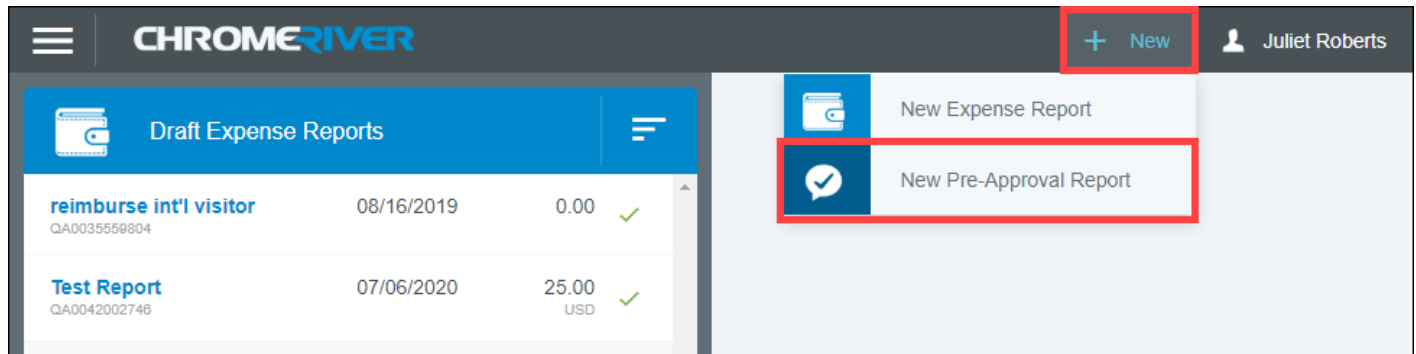 CHROMERIVER
+ New
Juliet Roberts
Draft Expense Reports
reimburse int'l visitor 08/16/2019 0.00
QA0035559804
Test Report 07/06/2020 25.00
QA0042002746 USD
New Expense Report
New Pre-Approval Report